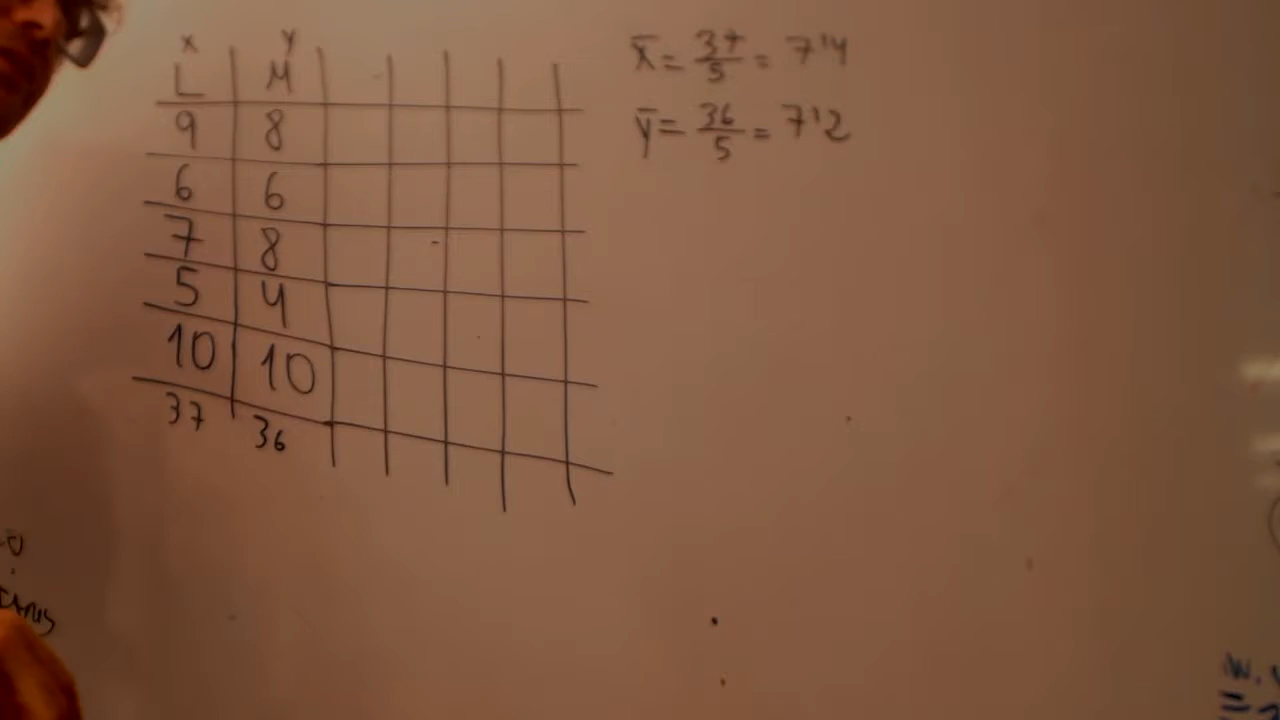 x y
L M
9 8
6 6
7 8
5 4
10 10
37 36
x̄ = 37/5 = 7'4
ȳ = 36/5 = 7'2